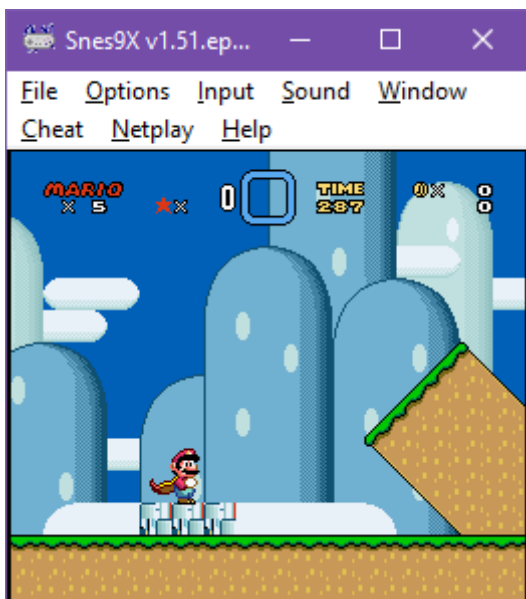 Snes9X v1.51.ep...
File Options Input Sound Window
Cheat Netplay Help
MARIO TIME
x 5 ★x 0 287 x 0
0